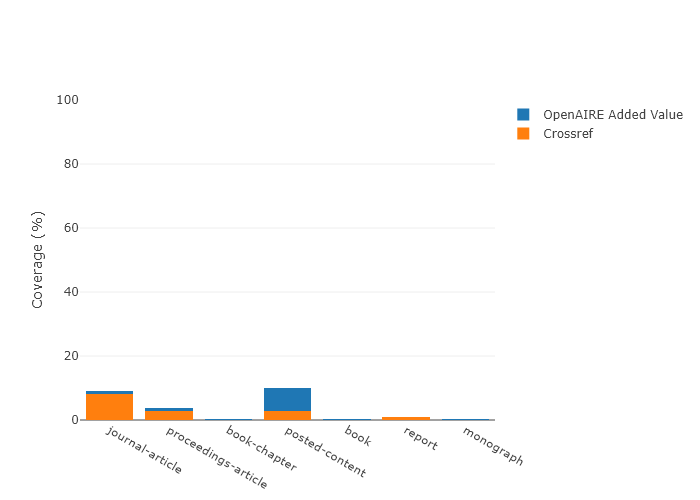 100
80
60
40
20
0
Coverage (%)
journal-article
proceedings-article
book-chapter
posted-content
book
report
monograph
OpenAIRE Added Value
Crossref